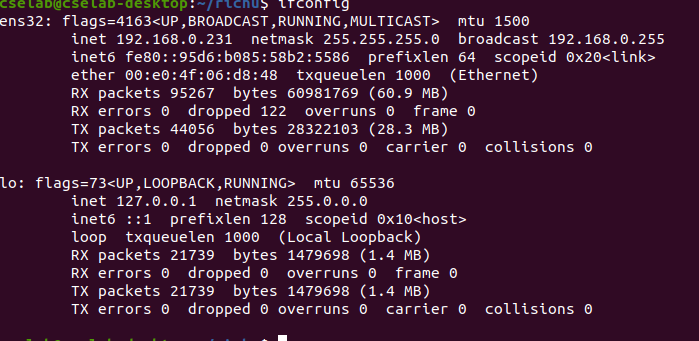 cselab@cselab-desktop:~/richu$ ifconfig
ens32: flags=4163<UP,BROADCAST,RUNNING,MULTICAST>  mtu 1500
        inet 192.168.0.231  netmask 255.255.255.0  broadcast 192.168.0.255
        inet6 fe80::95d6:b085:58b2:5586  prefixlen 64  scopeid 0x20<link>
        ether 00:e0:4f:06:d8:48  txqueuelen 1000  (Ethernet)
        RX packets 95267  bytes 60981769 (60.9 MB)
        RX errors 0  dropped 122  overruns 0  frame 0
        TX packets 44056  bytes 28322103 (28.3 MB)
        TX errors 0  dropped 0 overruns 0  carrier 0  collisions 0

lo: flags=73<UP,LOOPBACK,RUNNING>  mtu 65536
        inet 127.0.0.1  netmask 255.0.0.0
        inet6 ::1  prefixlen 128  scopeid 0x10<host>
        loop  txqueuelen 1000  (Local Loopback)
        RX packets 21739  bytes 1479698 (1.4 MB)
        RX errors 0  dropped 0  overruns 0  frame 0
        TX packets 21739  bytes 1479698 (1.4 MB)
        TX errors 0  dropped 0 overruns 0  carrier 0  collisions 0